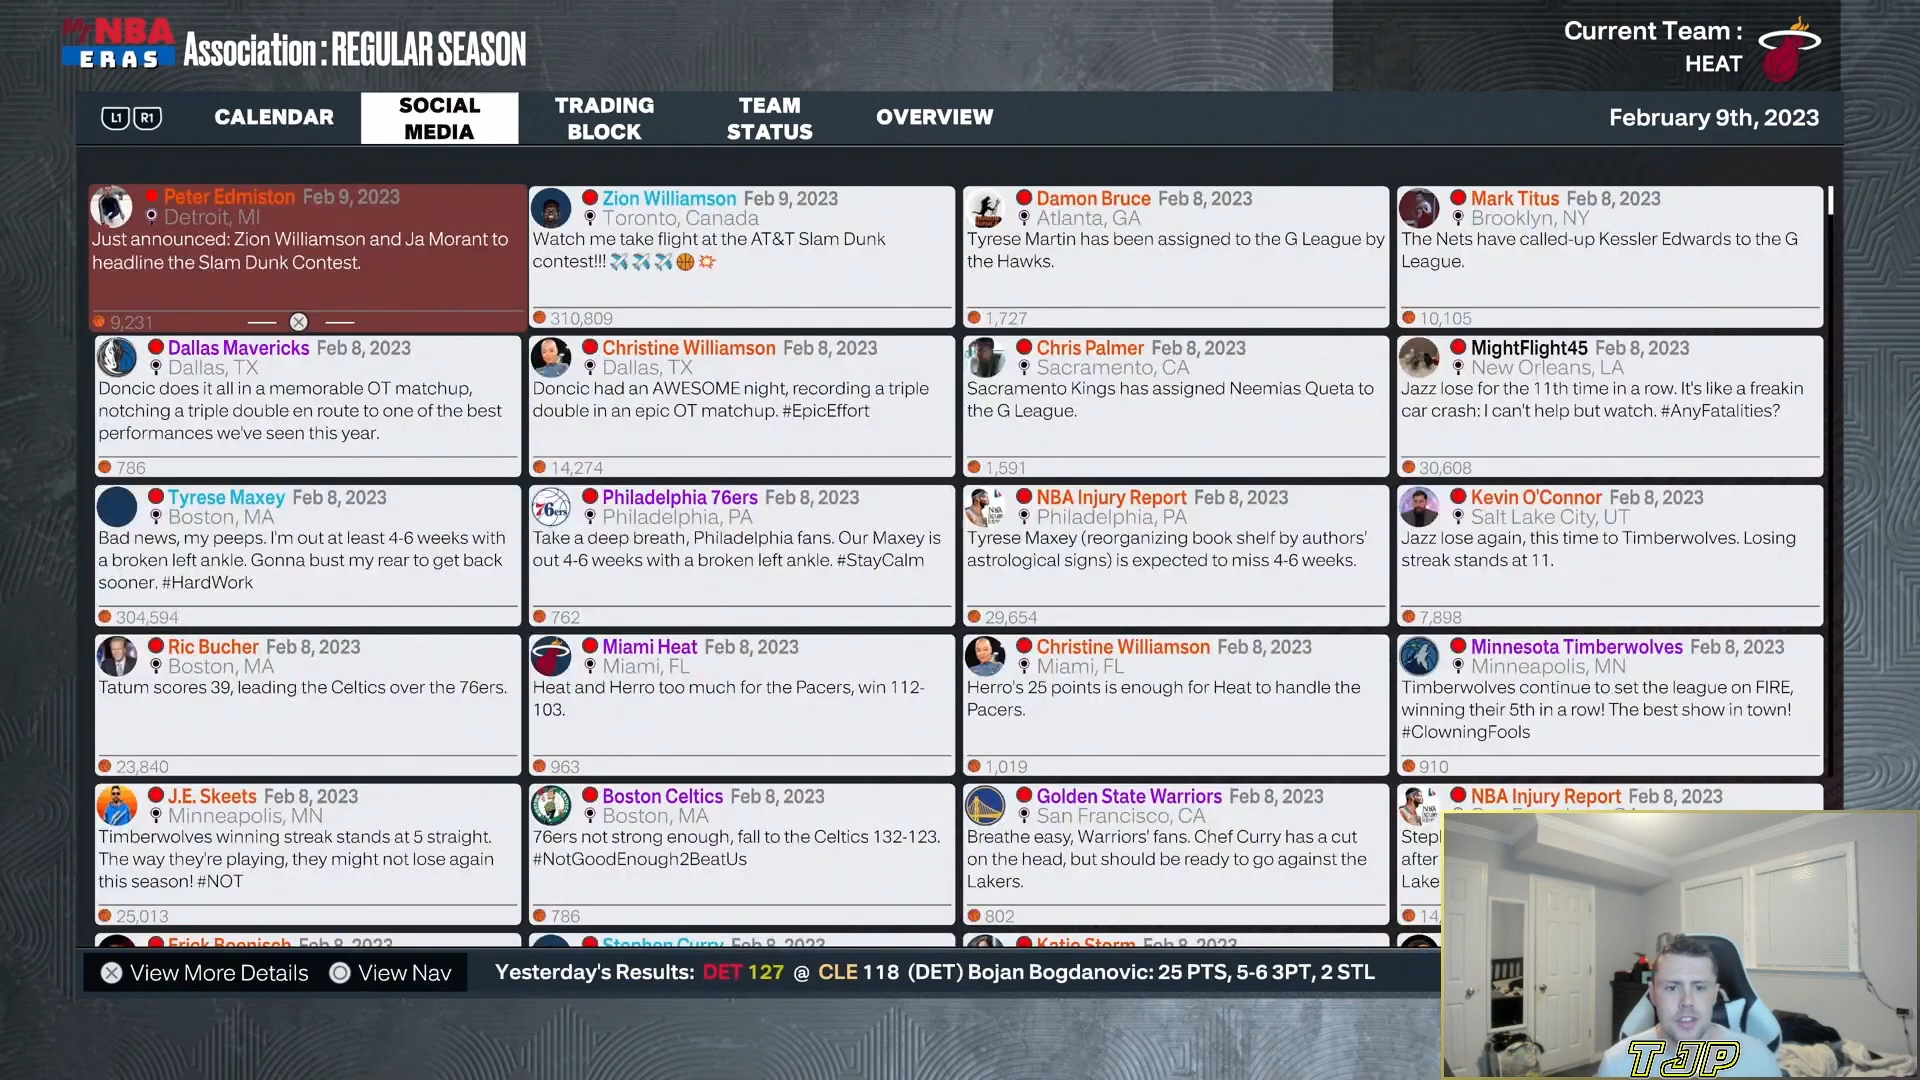 My NBA
ERAS
Association : REGULAR SEASON
Current Team :
HEAT
L1 R1
CALENDAR
SOCIAL
MEDIA
TRADING
BLOCK
TEAM
STATUS
OVERVIEW
February 9th, 2023
Peter Edmiston Feb 9, 2023
Detroit, MI
Just announced: Zion Williamson and Ja Morant to
headline the Slam Dunk Contest.
9,231
Zion Williamson Feb 9, 2023
Toronto, Canada
Watch me take flight at the AT&T Slam Dunk
contest!!! ✈️✈️✈️🏀💥
310,809
Damon Bruce Feb 8, 2023
Atlanta, GA
Tyrese Martin has been assigned to the G League by
the Hawks.
1,727
Mark Titus Feb 8, 2023
Brooklyn, NY
The Nets have called-up Kessler Edwards to the G
League.
10,105
Dallas Mavericks Feb 8, 2023
Dallas, TX
Doncic does it all in a memorable OT matchup,
notching a triple double en route to one of the best
performances we've seen this year.
786
Christine Williamson Feb 8, 2023
Dallas, TX
Doncic had an AWESOME night, recording a triple
double in an epic OT matchup. #EpicEffort
14,274
Chris Palmer Feb 8, 2023
Sacramento, CA
Sacramento Kings has assigned Neemias Queta to
the G League.
1,591
MightFlight45 Feb 8, 2023
New Orleans, LA
Jazz lose for the 11th time in a row. It's like a freakin
car crash: I can't help but watch. #AnyFatalities?
30,608
Tyrese Maxey Feb 8, 2023
Boston, MA
Bad news, my peeps. I'm out at least 4-6 weeks with
a broken left ankle. Gonna bust my rear to get back
sooner. #HardWork
304,594
76ers
Philadelphia 76ers Feb 8, 2023
Philadelphia, PA
Take a deep breath, Philadelphia fans. Our Maxey is
out 4-6 weeks with a broken left ankle. #StayCalm
762
NBA Injury Report Feb 8, 2023
Philadelphia, PA
Tyrese Maxey (reorganizing book shelf by authors'
astrological signs) is expected to miss 4-6 weeks.
29,654
Kevin O'Connor Feb 8, 2023
Salt Lake City, UT
Jazz lose again, this time to Timberwolves. Losing
streak stands at 11.
7,898
Ric Bucher Feb 8, 2023
Boston, MA
Tatum scores 39, leading the Celtics over the 76ers.
23,840
Miami Heat Feb 8, 2023
Miami, FL
Heat and Herro too much for the Pacers, win 112-
103.
963
Christine Williamson Feb 8, 2023
Miami, FL
Herro's 25 points is enough for Heat to handle the
Pacers.
1,019
Minnesota Timberwolves Feb 8, 2023
Minneapolis, MN
Timberwolves continue to set the league on FIRE,
winning their 5th in a row! The best show in town!
#ClowningFools
910
J.E. Skeets Feb 8, 2023
Minneapolis, MN
Timberwolves winning streak stands at 5 straight.
The way they're playing, they might not lose again
this season! #NOT
25,013
Boston Celtics Feb 8, 2023
Boston, MA
76ers not strong enough, fall to the Celtics 132-123.
#NotGoodEnough2BeatUs
786
Golden State Warriors Feb 8, 2023
San Francisco, CA
Breathe easy, Warriors' fans. Chef Curry has a cut
on the head, but should be ready to go against the
Lakers.
802
NBA Injury Report Feb 8, 2023
Step
after
Lake
14,
Stephen Curry Feb 8, 2023
Katie Storm Feb 8, 2023
View More Details
View Nav
Yesterday's Results: DET 127 @ CLE 118 (DET) Bojan Bogdanovic: 25 PTS, 5-6 3PT, 2 STL
TJP